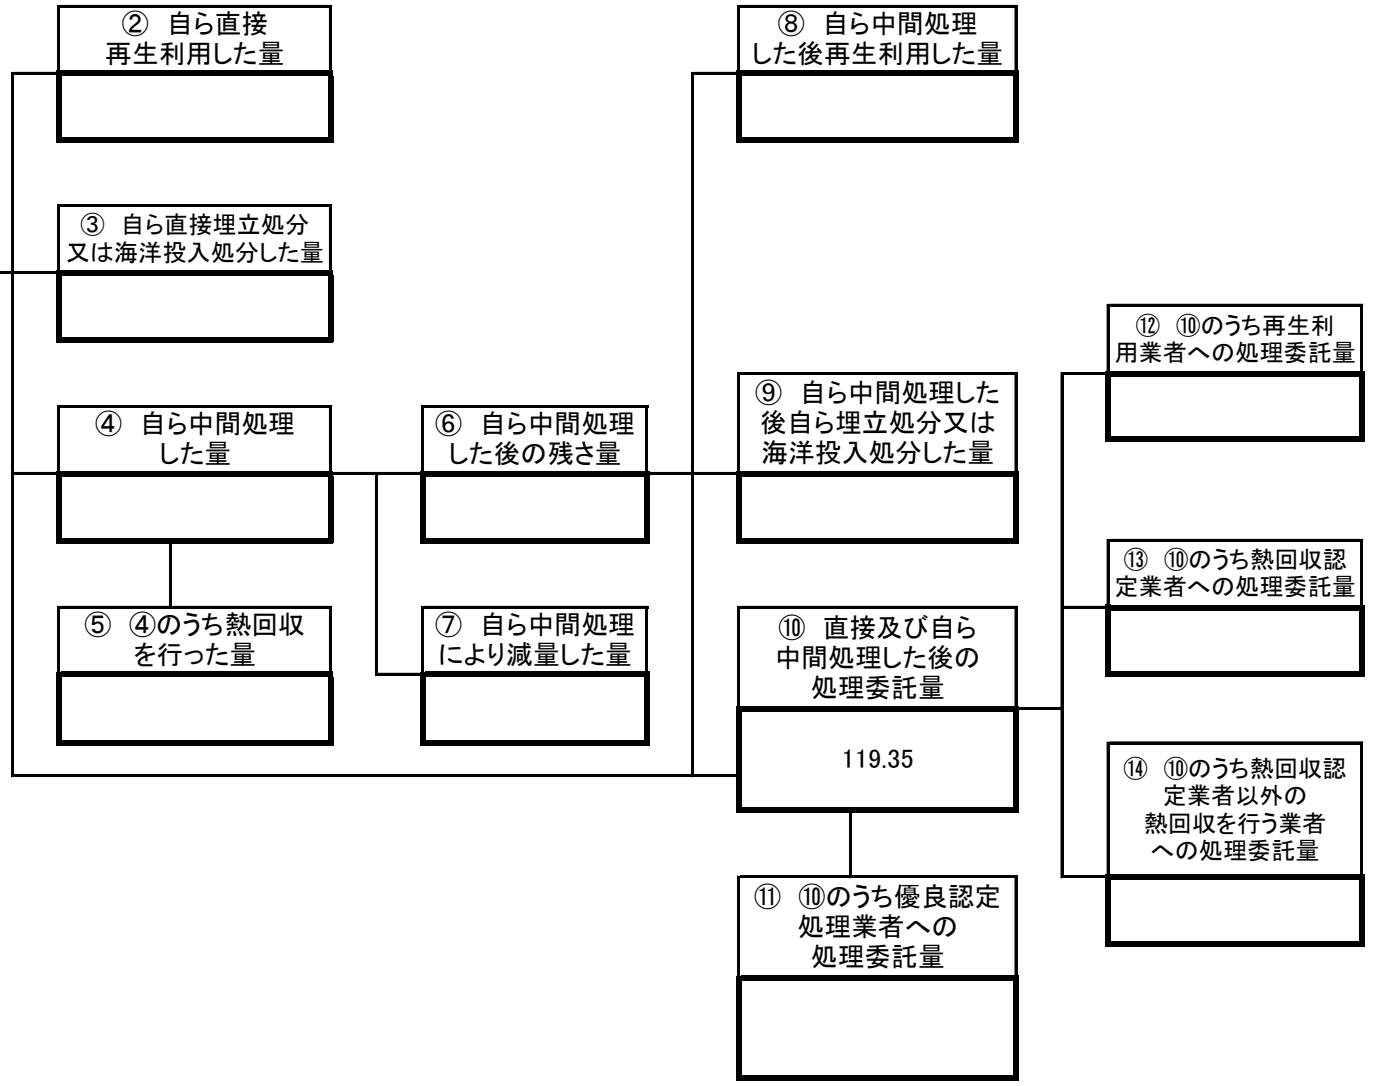 ② 自ら直接
再生利用した量
③ 自ら直接埋立処分
又は海洋投入処分した量
④ 自ら中間処理
した量
⑤ ④のうち熱回収
を行った量
⑥ 自ら中間処理
した後の残さ量
⑦ 自ら中間処理
により減量した量
⑧ 自ら中間処理
した後再生利用した量
⑨ 自ら中間処理した
後自ら埋立処分又は
海洋投入処分した量
⑩ 直接及び自ら
中間処理した後の
処理委託量
119.35
⑪ ⑩のうち優良認定
処理業者への
処理委託量
⑫ ⑩のうち再生利
用業者への処理委託量
⑬ ⑩のうち熱回収認
定業者への処理委託量
⑭ ⑩のうち熱回収認
定業者以外の
熱回収を行う業者
への処理委託量